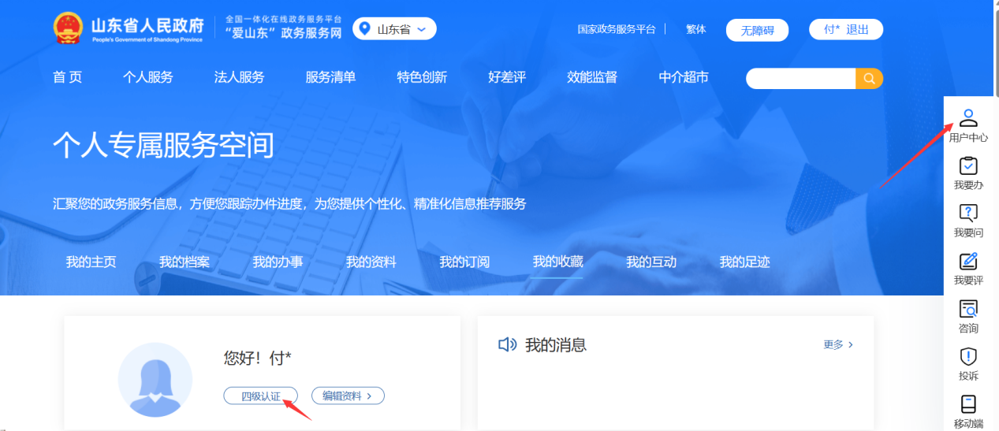 山东省人民政府
People's Government of Shandong Province
全国一体化在线政务服务平台
“爱山东”政务服务网
山东省
国家政务服务平台
繁体
无障碍
付* 退出
首页 个人服务 法人服务 服务清单 特色创新 好差评 效能监督 中介超市
个人专属服务空间
汇聚您的政务服务信息，方便您跟踪办件进度，为您提供个性化、精准化信息推荐服务
我的主页 我的档案 我的办事 我的资料 我的订阅 我的收藏 我的互动 我的足迹
您好！付*
四级认证
编辑资料 >
我的消息
更多 >
用户中心
我要办
我要问
我要评
咨询
投诉
移动端